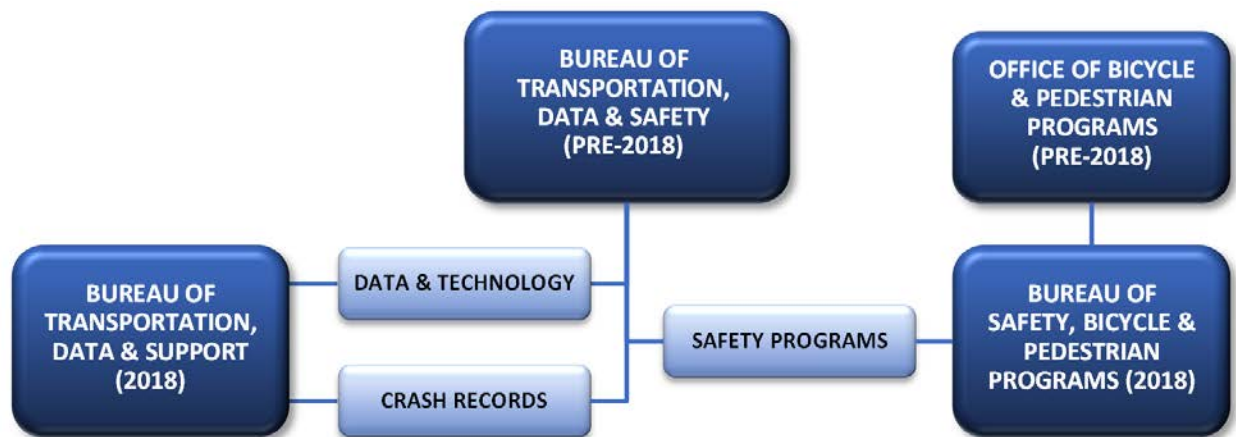 BUREAU OF
TRANSPORTATION,
DATA & SAFETY
(PRE-2018)
OFFICE OF BICYCLE
& PEDESTRIAN
PROGRAMS
(PRE-2018)
BUREAU OF
TRANSPORTATION,
DATA & SUPPORT
(2018)
DATA & TECHNOLOGY
CRASH RECORDS
SAFETY PROGRAMS
BUREAU OF
SAFETY, BICYCLE &
PEDESTRIAN
PROGRAMS (2018)